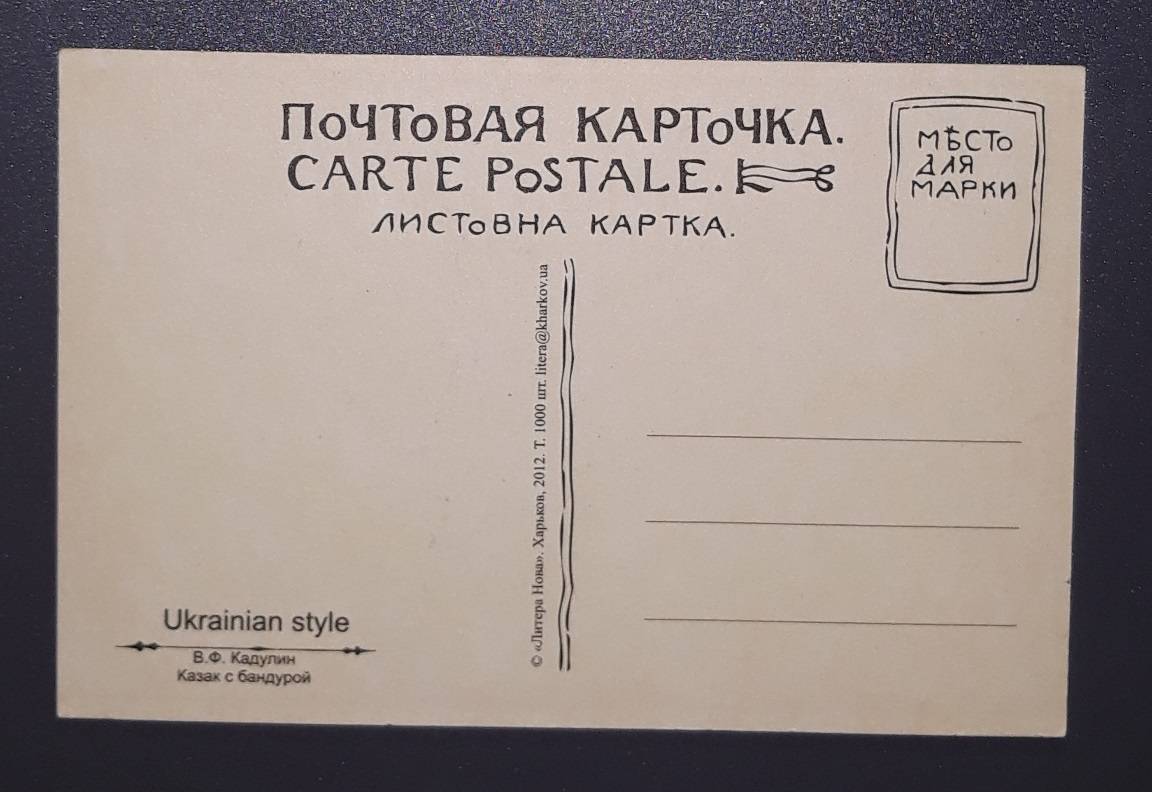 ПОЧТОВАЯ КАРТОЧКА.
CARTE POSTALE.
ЛИСТОВНА КАРТКА.
МѢСТО
ДЛЯ
МАРКИ
© «Литера Нова». Харьков, 2012. Т. 1000 шт. litera@kharkov.ua
Ukrainian style
В.Ф. Кадулин
Казак с бандурой